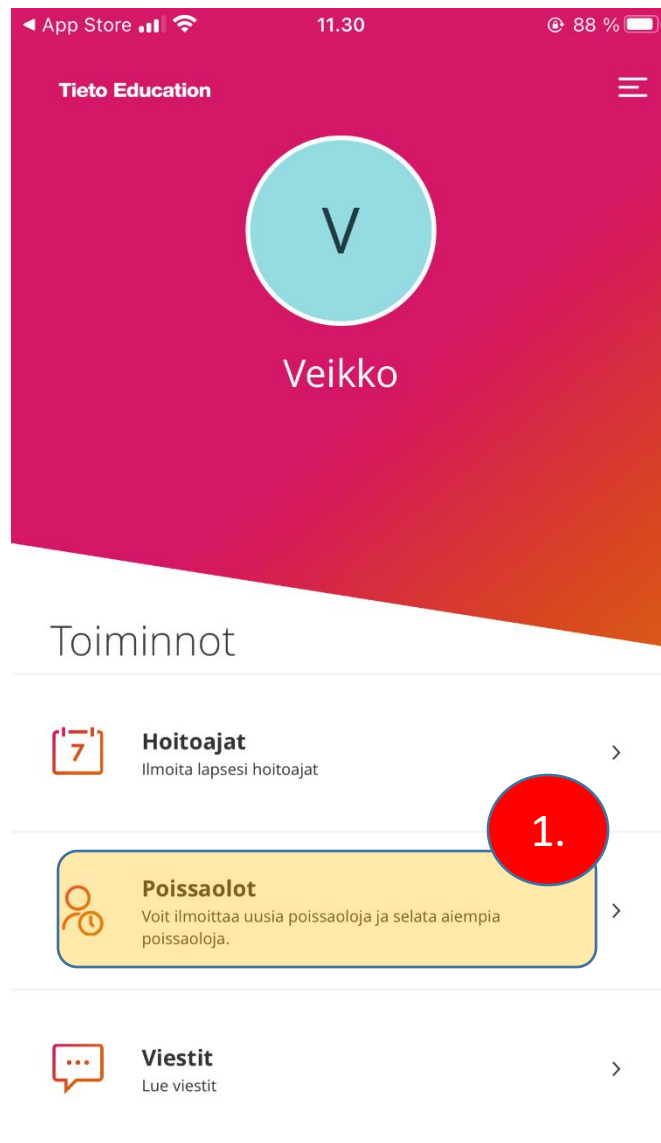 ◀ App Store 11.30 88 %
Tieto Education
V
Veikko
Toiminnot
7
Hoitoajat
Ilmoita lapsesi hoitoajat
1.
Poissaolot
Voit ilmoittaa uusia poissaoloja ja selata aiempia
poissaoloja.
Viestit
Lue viestit